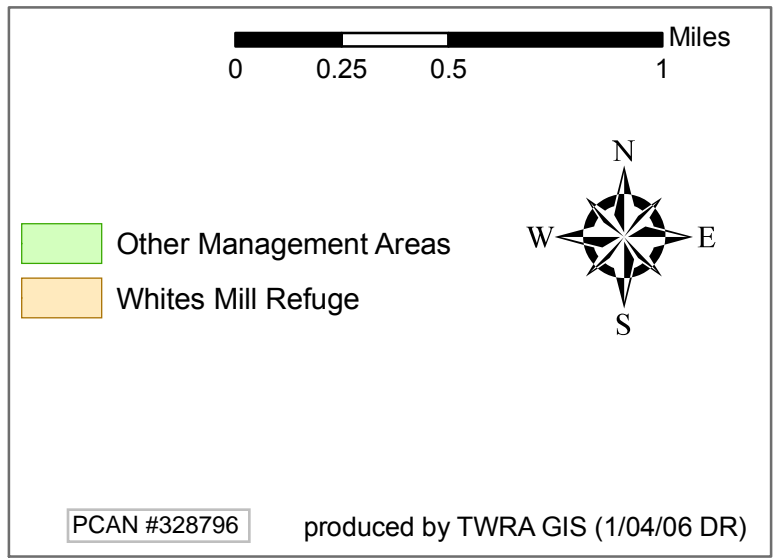 Miles
0 0.25 0.5 1
N
W E
S
Other Management Areas
Whites Mill Refuge
PCAN #328796 produced by TWRA GIS (1/04/06 DR)